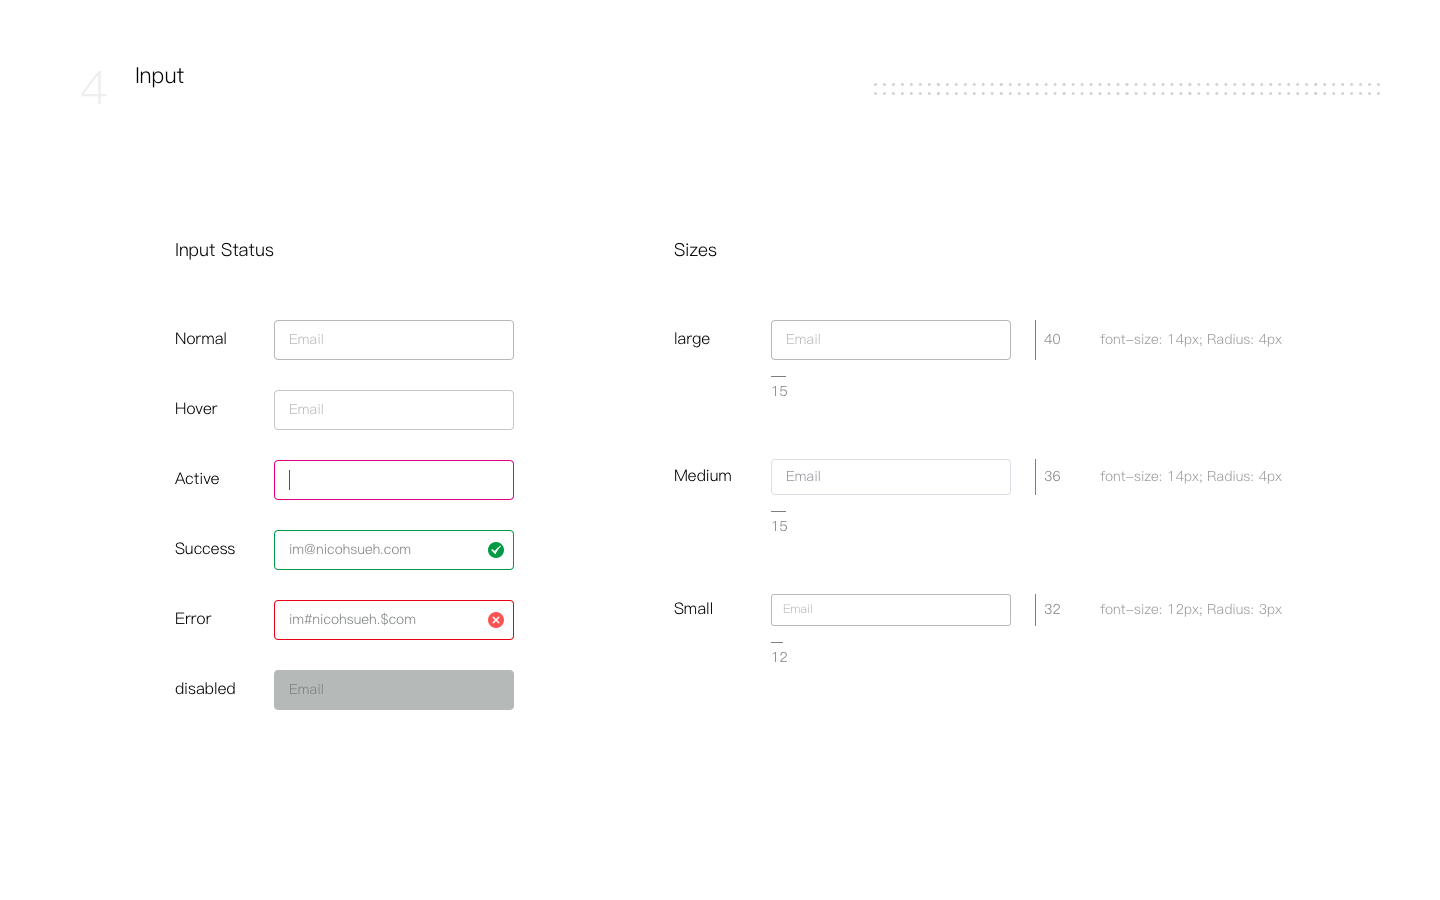 4
Input
Input Status
Normal
Email
Hover
Email
Active
Success
im@nicohsueh.com
Error
im#nicohsueh.$com
disabled
Email
Sizes
large
Email
40
font-size: 14px; Radius: 4px
15
Medium
Email
36
font-size: 14px; Radius: 4px
15
Small
Email
32
font-size: 12px; Radius: 3px
12